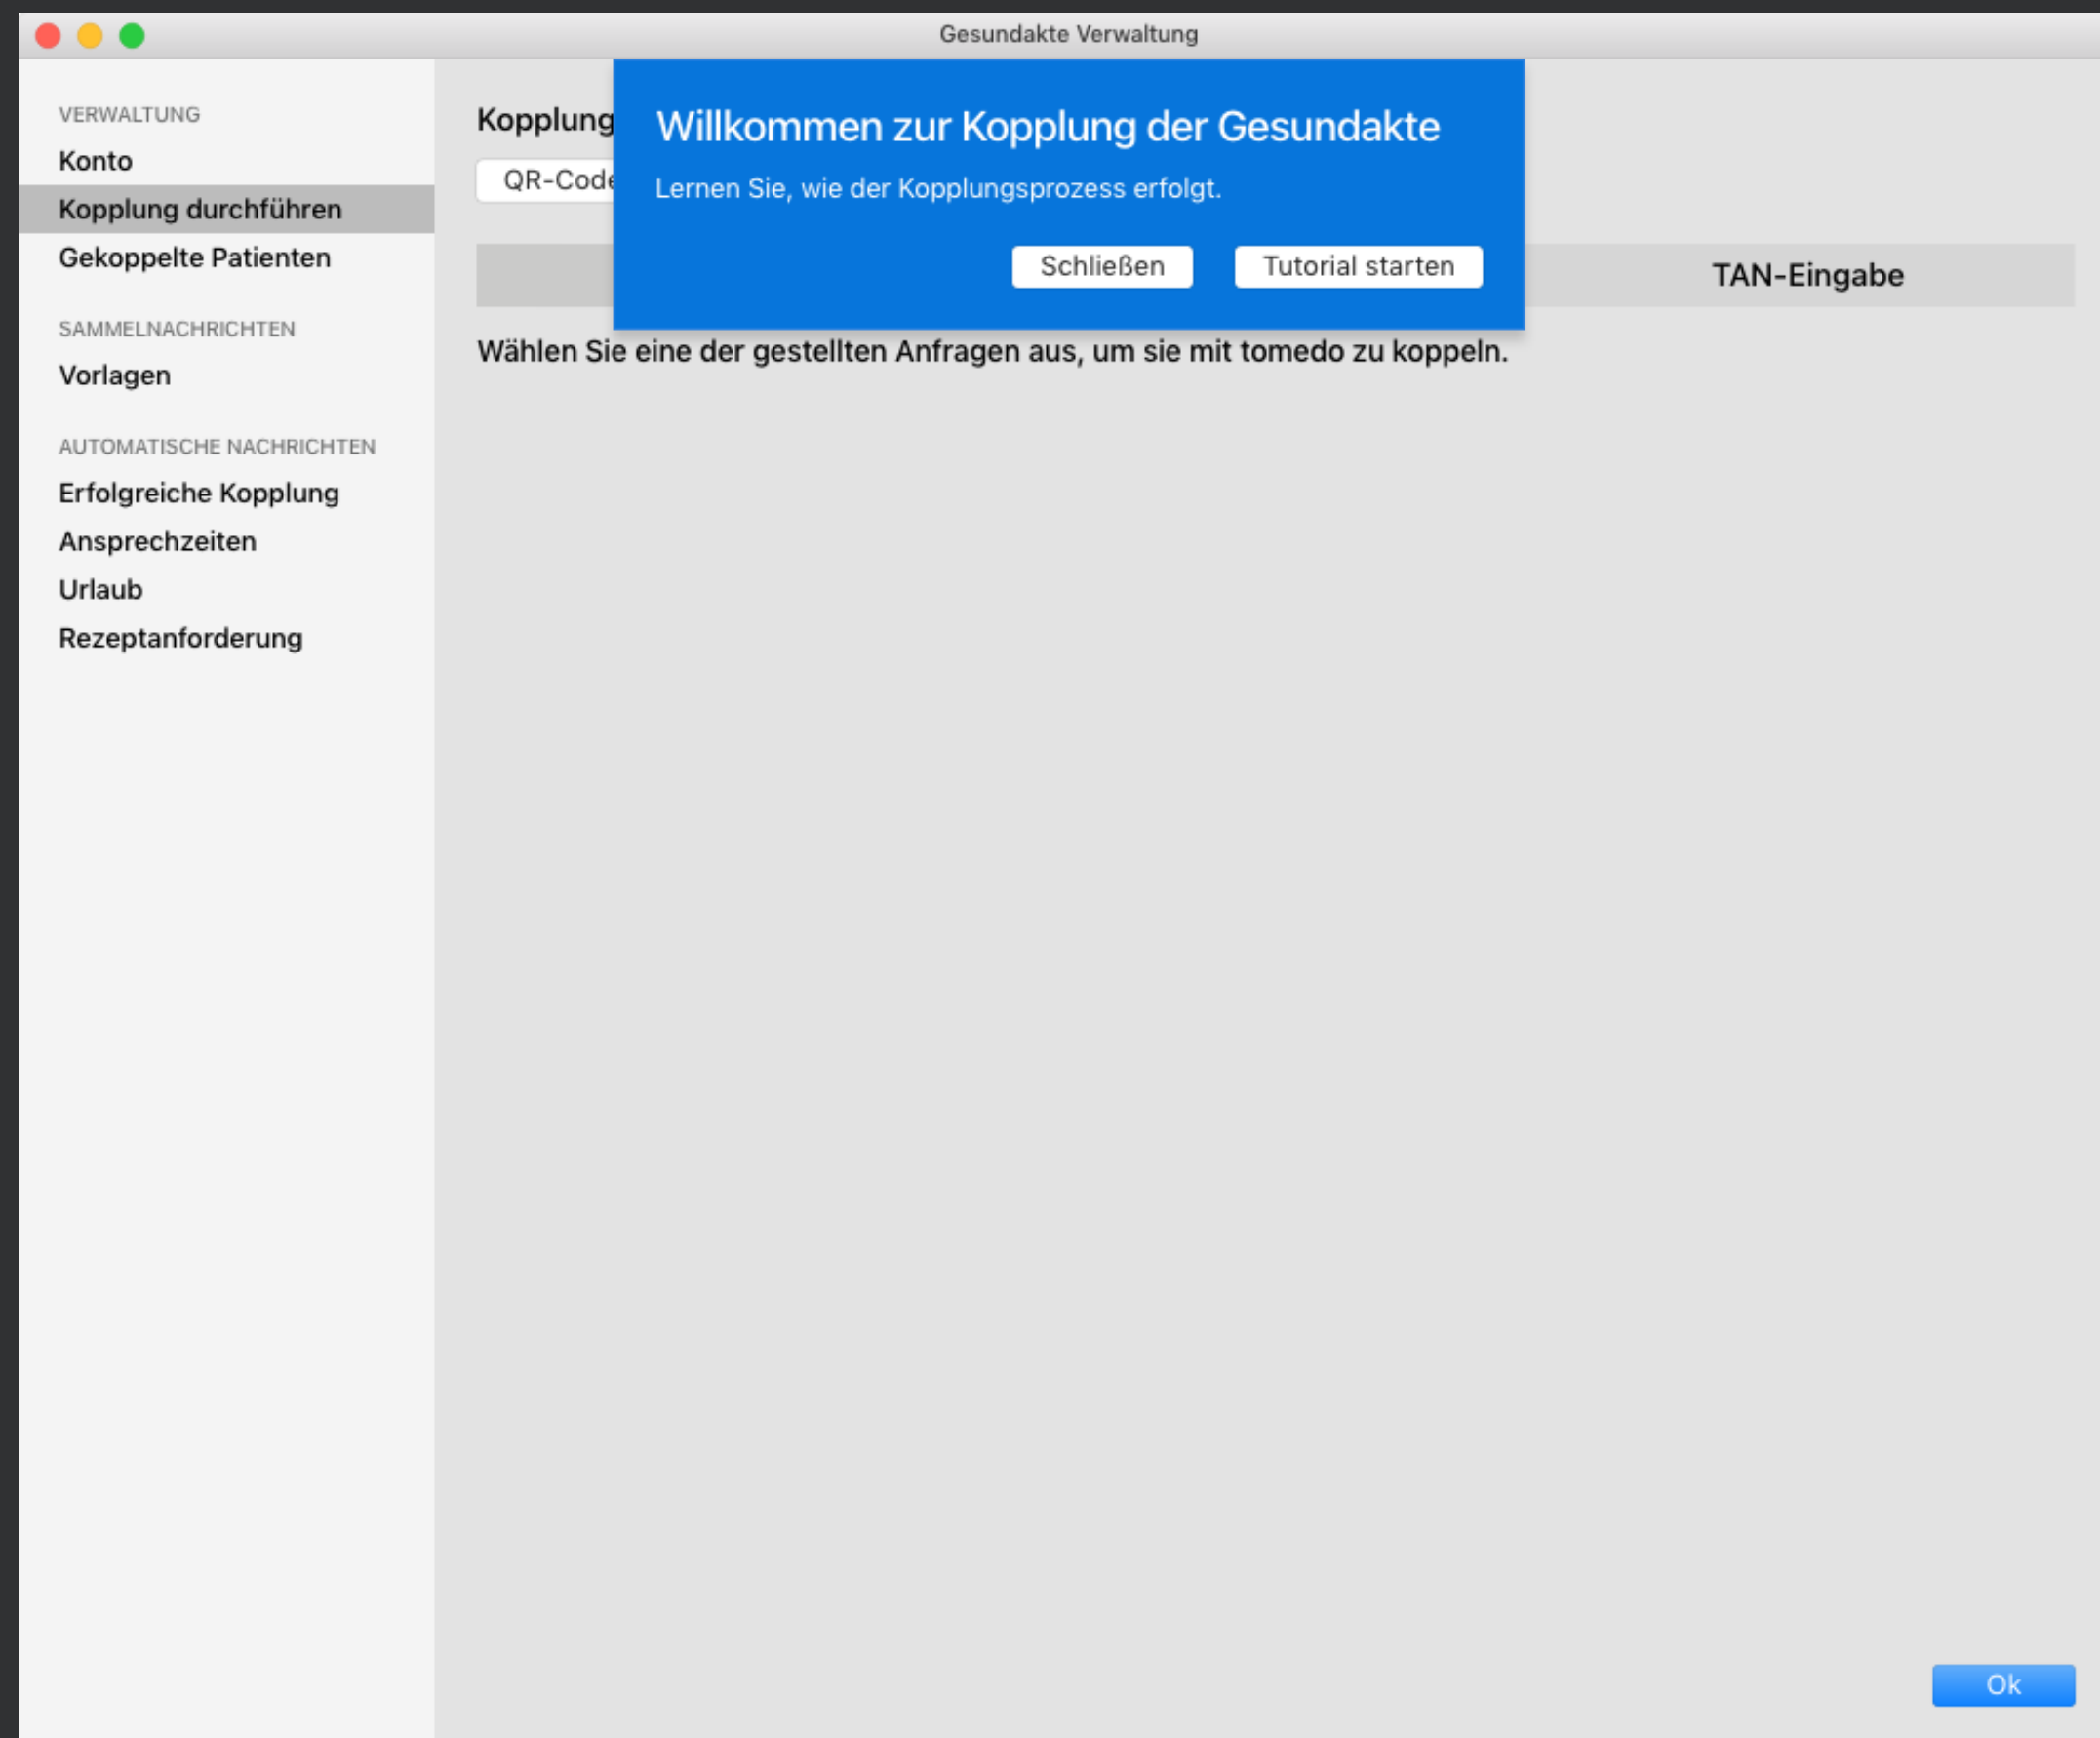 Gesundakte Verwaltung
VERWALTUNG
Konto
Kopplung durchführen
Gekoppelte Patienten
SAMMELNACHRICHTEN
Vorlagen
AUTOMATISCHE NACHRICHTEN
Erfolgreiche Kopplung
Ansprechzeiten
Urlaub
Rezeptanforderung
Kopplung
QR-Code
Willkommen zur Kopplung der Gesundakte
Lernen Sie, wie der Kopplungsprozess erfolgt.
Schließen
Tutorial starten
TAN-Eingabe
Wählen Sie eine der gestellten Anfragen aus, um sie mit tomedo zu koppeln.
Ok